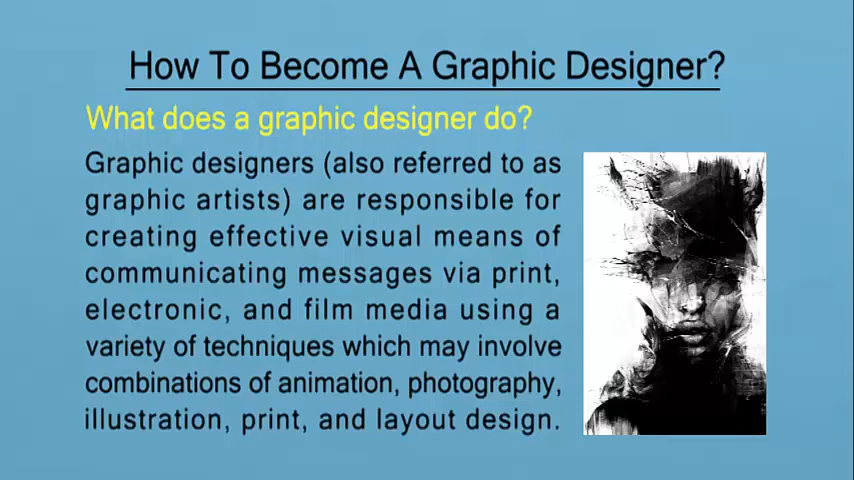 How To Become A Graphic Designer?
What does a graphic designer do?
Graphic designers (also referred to as
graphic artists) are responsible for
creating effective visual means of
communicating messages via print,
electronic, and film media using a
variety of techniques which may involve
combinations of animation, photography,
illustration, print, and layout design.